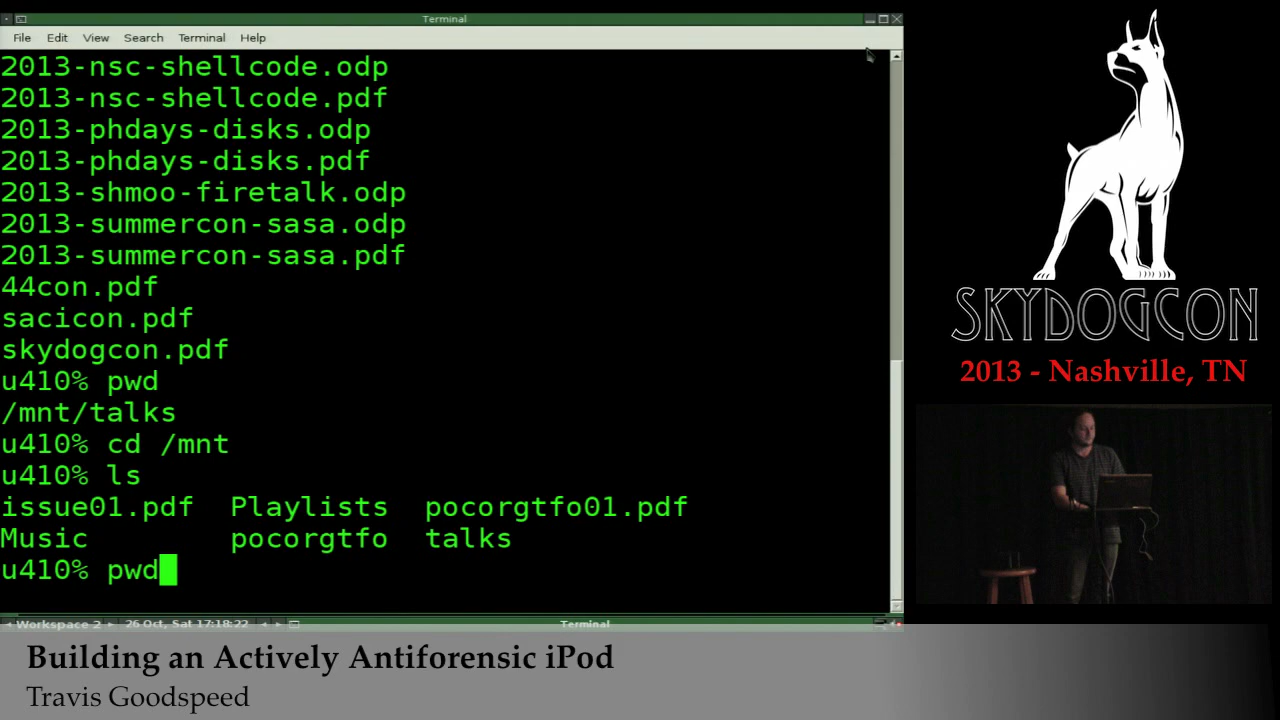 Terminal
File Edit View Search Terminal Help
2013-nsc-shellcode.odp
2013-nsc-shellcode.pdf
2013-phdays-disks.odp
2013-phdays-disks.pdf
2013-shmoo-firetalk.odp
2013-summercon-sasa.odp
2013-summercon-sasa.pdf
44con.pdf
sacicon.pdf
skydogcon.pdf
u410% pwd
/mnt/talks
u410% cd /mnt
u410% ls
issue01.pdf Playlists pocorgtfo01.pdf
Music pocorgtfo talks
u410% pwd
Workspace 2 26 Oct, Sat 17:18:22 Terminal
SKYDOGCON
2013 - Nashville, TN
Building an Actively Antiforensic iPod
Travis Goodspeed